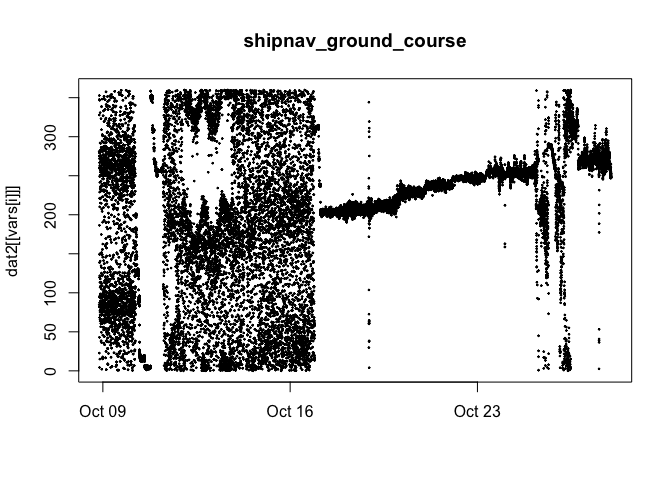 shipnav_ground_course
dat2[[vars[i]]]
300
200
100
50
0
Oct 09
Oct 16
Oct 23